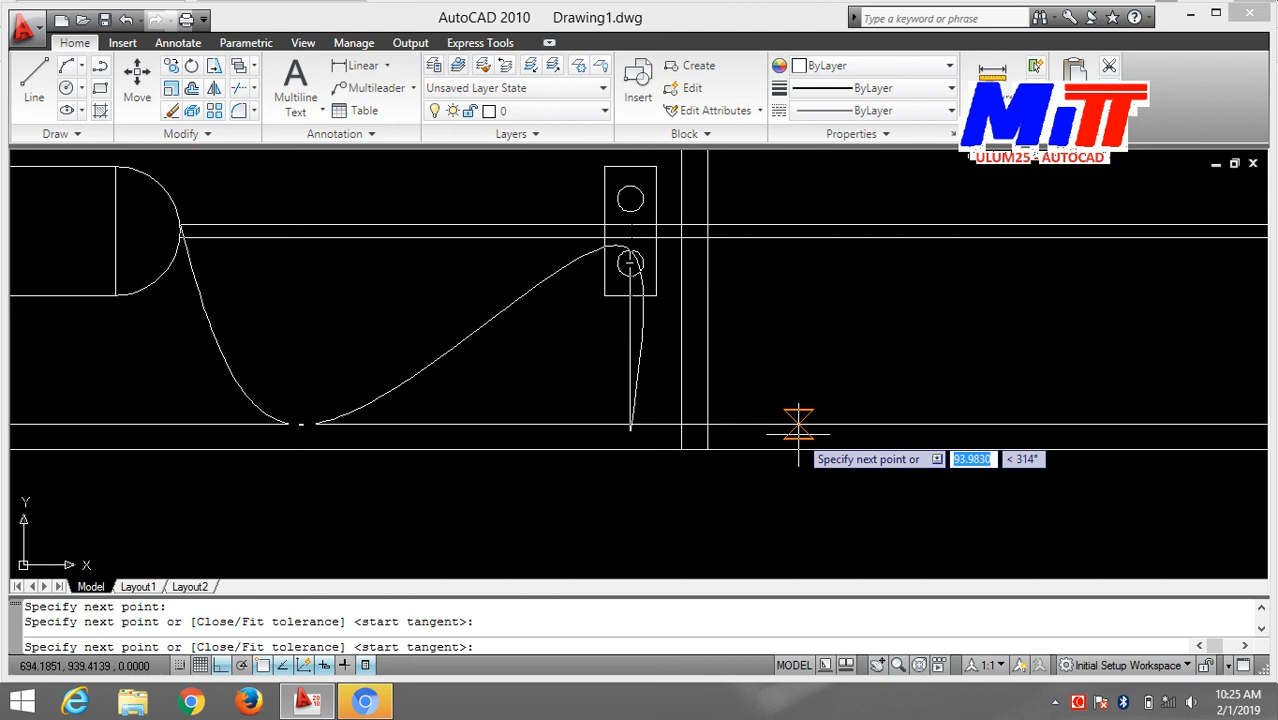 AutoCAD 2010 Drawing1.dwg
Type a keyword or phrase
Home Insert Annotate Parametric View Manage Output Express Tools
Line
Move
A
Multiline
Text
Linear
Multileader
Table
Unsaved Layer State
0
Insert
Create
Edit
Edit Attributes
ByLayer
ByLayer
ByLayer
Draw Modify Annotation Layers Block Properties
MiTT
ULUM25 - AUTOCAD
Specify next point or 93.9830 < 314°
Y
X
Model Layout1 Layout2
Specify next point:
Specify next point or [Close/Fit tolerance] <start tangent>:
Specify next point or [Close/Fit tolerance] <start tangent>:
694.1851, 939.4139, 0.0000
MODEL
1:1
Initial Setup Workspace
10:25 AM
2/1/2019